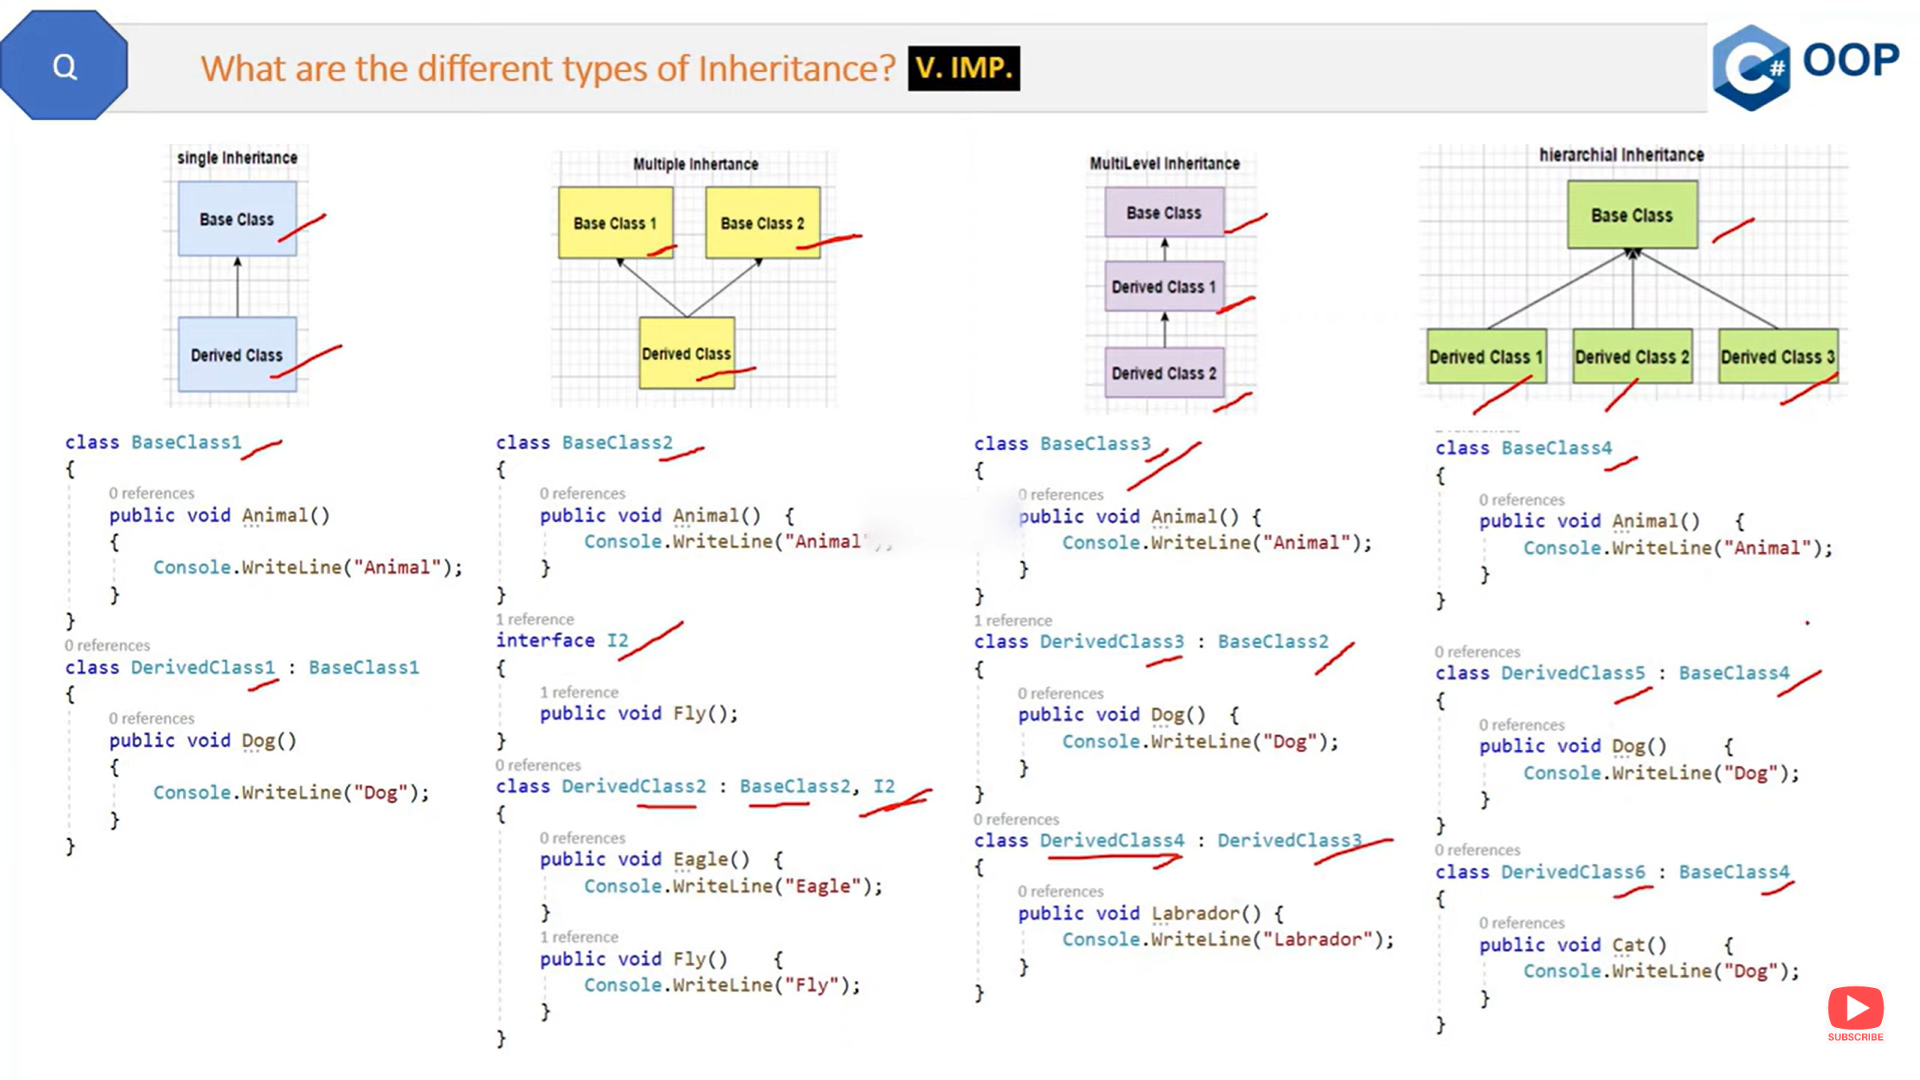 Q
What are the different types of Inheritance? V. IMP.
C# OOP
single Inheritance
Base Class
Derived Class
class BaseClass1
{
0 references
public void Animal()
{
Console.WriteLine("Animal");
}
}
0 references
class DerivedClass1 : BaseClass1
{
0 references
public void Dog()
{
Console.WriteLine("Dog");
}
}
Multiple Inhertance
Base Class 1
Base Class 2
Derived Class
class BaseClass2
{
0 references
public void Animal() {
Console.WriteLine("Animal");
}
}
1 reference
interface I2
{
1 reference
public void Fly();
}
0 references
class DerivedClass2 : BaseClass2, I2
{
0 references
public void Eagle() {
Console.WriteLine("Eagle");
}
1 reference
public void Fly() {
Console.WriteLine("Fly");
}
}
MultiLevel Inheritance
Base Class
Derived Class 1
Derived Class 2
class BaseClass3
{
0 references
public void Animal() {
Console.WriteLine("Animal");
}
}
1 reference
class DerivedClass3 : BaseClass2
{
0 references
public void Dog() {
Console.WriteLine("Dog");
}
}
0 references
class DerivedClass4 : DerivedClass3
{
0 references
public void Labrador() {
Console.WriteLine("Labrador");
}
}
hierarchial Inheritance
Base Class
Derived Class 1
Derived Class 2
Derived Class 3
class BaseClass4
{
0 references
public void Animal() {
Console.WriteLine("Animal");
}
}
0 references
class DerivedClass5 : BaseClass4
{
0 references
public void Dog() {
Console.WriteLine("Dog");
}
}
0 references
class DerivedClass6 : BaseClass4
{
0 references
public void Cat() {
Console.WriteLine("Dog");
}
}
SUBSCRIBE